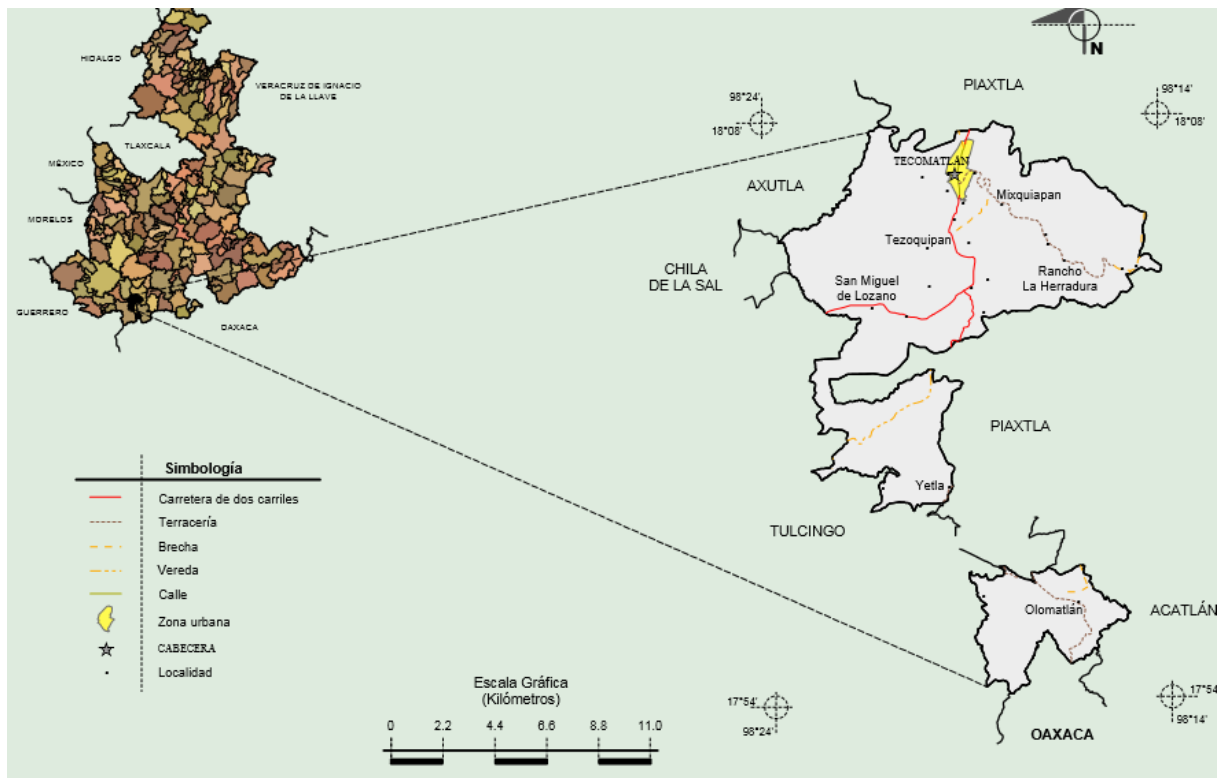 HIDALGO
VERACRUZ DE IGNACIO
DE LA LLAVE
TLAXCALA
MÉXICO
MORELOS
GUERRERO
OAXACA
N
98°24'
18°08'
PIAXTLA
98°14'
18°08'
TECOMATLÁN
AXUTLA
Mixquiapan
Tezoquipan
CHILA
DE LA SAL
San Miguel
de Lozano
Rancho
La Herradura
PIAXTLA
Yetla
TULCINGO
Olomatlán
ACATLÁN
17°54'
98°24'
17°54'
98°14'
OAXACA
Simbología
Carretera de dos carriles
Terracería
Brecha
Vereda
Calle
Zona urbana
CABECERA
Localidad
Escala Gráfica
(Kilómetros)
0 2.2 4.4 6.6 8.8 11.0